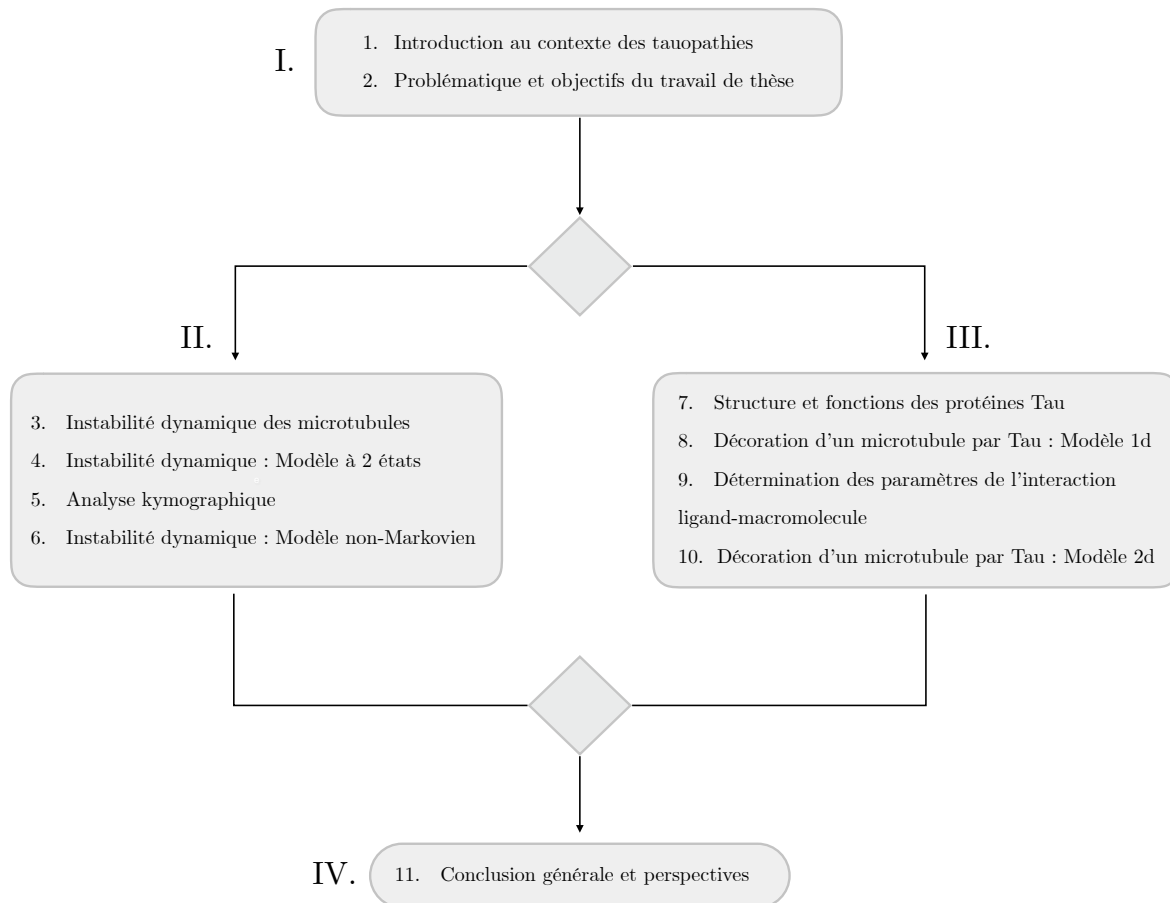 I.
1. Introduction au contexte des tauopathies
2. Problématique et objectifs du travail de thèse
II.
3. Instabilité dynamique des microtubules
4. Instabilité dynamique : Modèle à 2 états
5. Analyse kymographique
6. Instabilité dynamique : Modèle non-Markovien
III.
7. Structure et fonctions des protéines Tau
8. Décoration d'un microtubule par Tau : Modèle 1d
9. Détermination des paramètres de l'interaction
ligand-macromolecule
10. Décoration d'un microtubule par Tau : Modèle 2d
IV.
11. Conclusion générale et perspectives